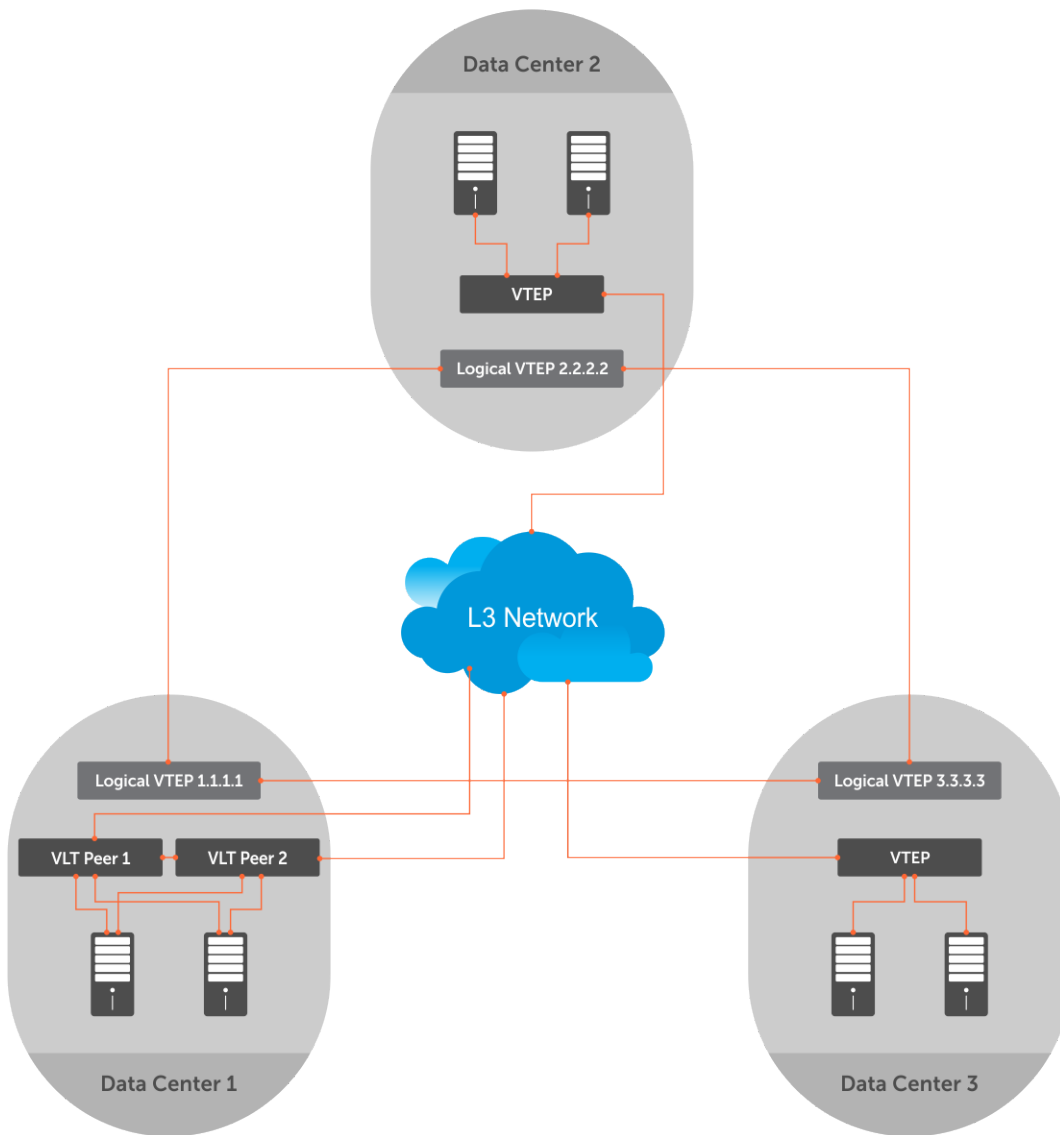 Data Center 2
VTEP
Logical VTEP 2.2.2.2
L3 Network
Logical VTEP 1.1.1.1
Logical VTEP 3.3.3.3
VLT Peer 1
VLT Peer 2
VTEP
Data Center 1
Data Center 3